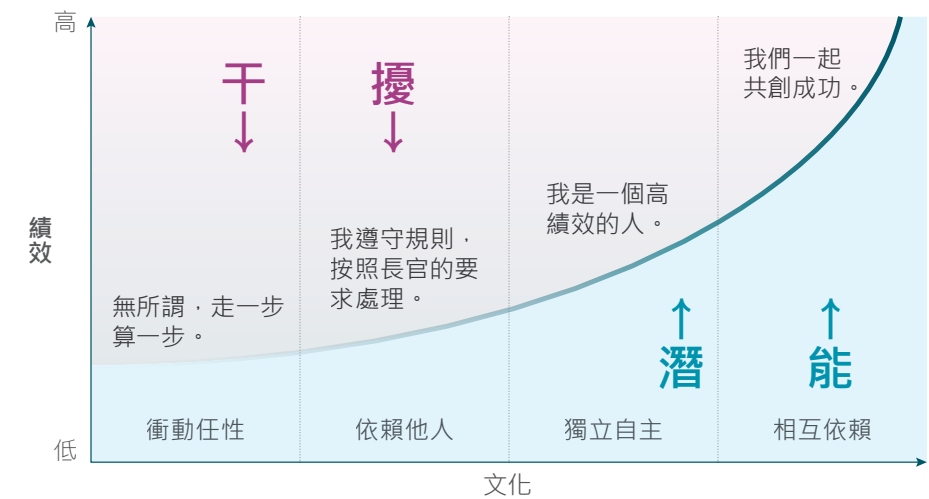 高
干 擾
↓ ↓
我們一起
共創成功。
我是一個高
績效的人。
績效
我遵守規則，
按照長官的要
求處理。
無所謂，走一步
算一步。
↑ ↑
潛 能
衝動任性
依賴他人
獨立自主
相互依賴
低
文化